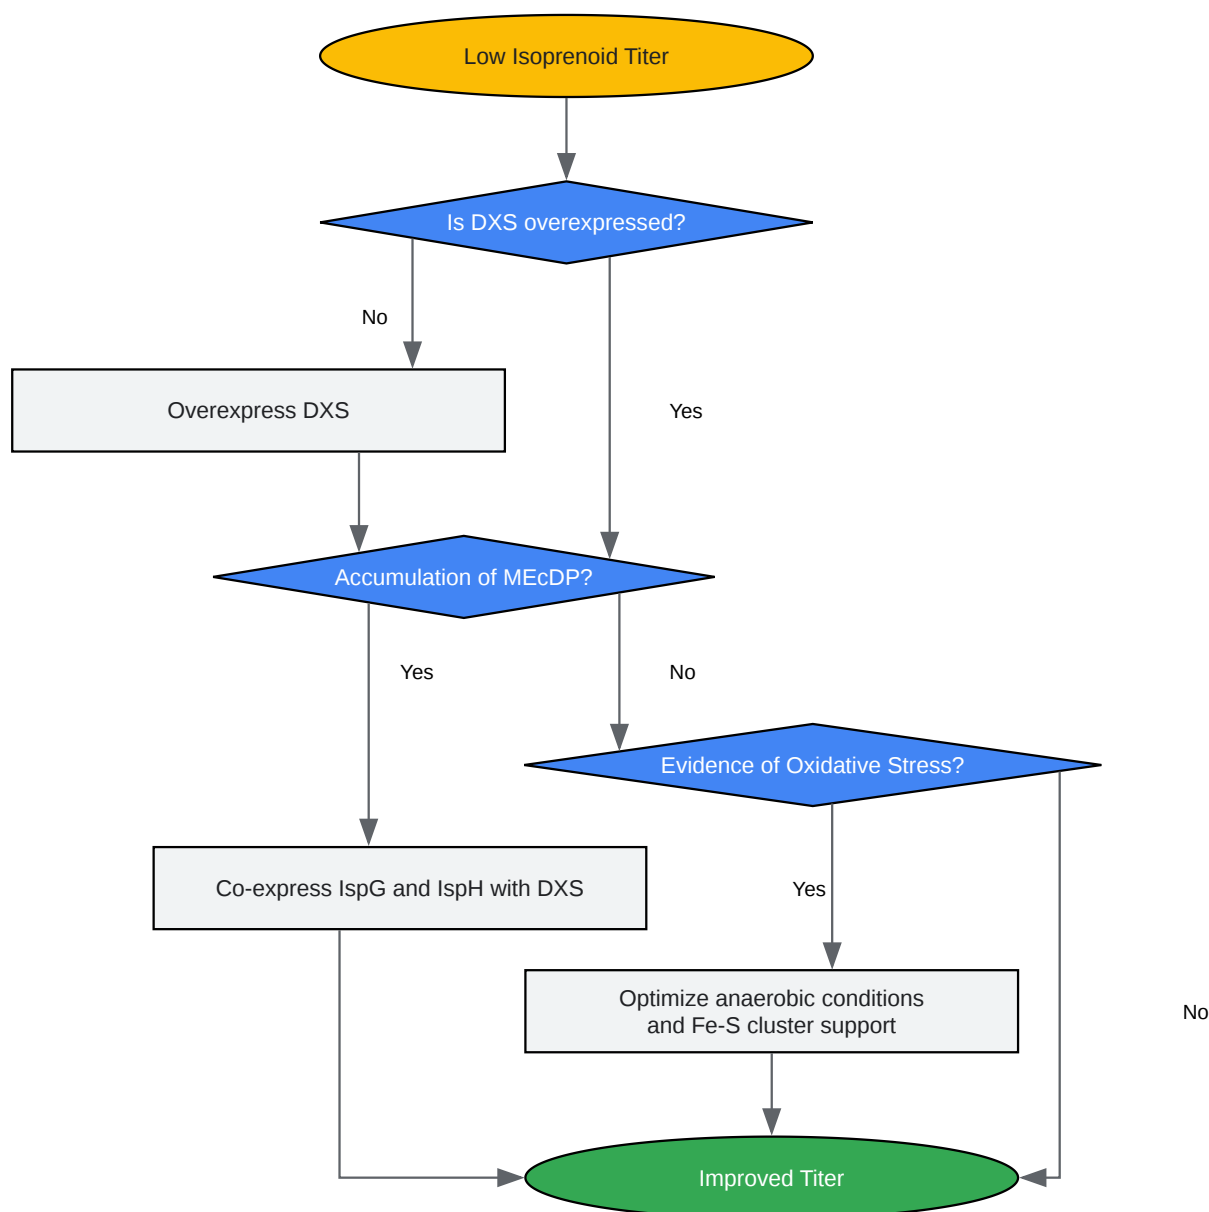 Low Isoprenoid Titer
Is DXS overexpressed?
No
Overexpress DXS
Yes
Accumulation of MEcDP?
Yes
No
Evidence of Oxidative Stress?
Co-express IspG and IspH with DXS
Yes
Optimize anaerobic conditions
and Fe-S cluster support
No
Improved Titer